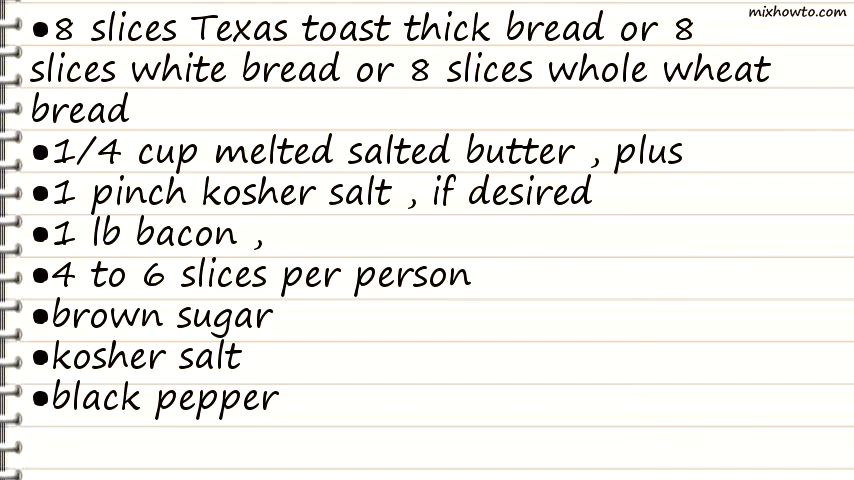 mixhowto.com
•8 slices Texas toast thick bread or 8
slices white bread or 8 slices whole wheat
bread
•1/4 cup melted salted butter , plus
•1 pinch kosher salt , if desired
•1 lb bacon ,
•4 to 6 slices per person
•brown sugar
•kosher salt
•black pepper